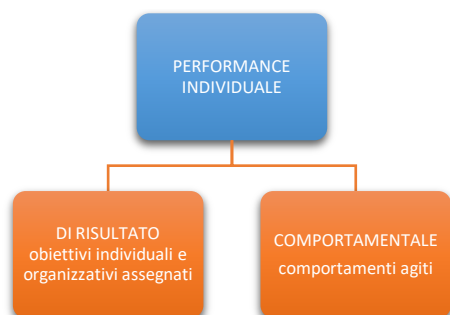 PERFORMANCE
INDIVIDUALE
DI RISULTATO
obiettivi individuali e
organizzativi assegnati
COMPORTAMENTALE
comportamenti agiti